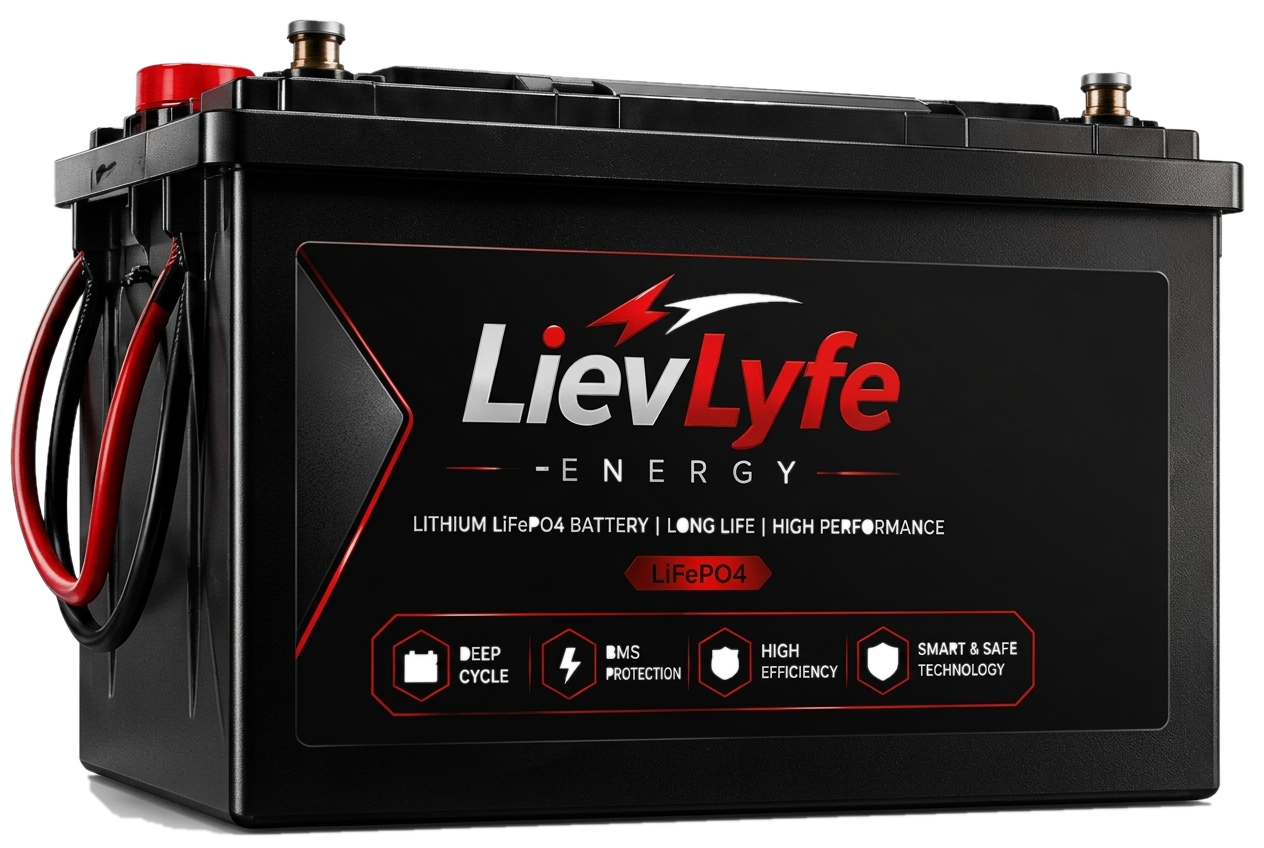 LievLyfe
-ENERGY
LITHIUM LiFePO4 BATTERY | LONG LIFE | HIGH PERFORMANCE
LiFePO4
DEEP
CYCLE
BMS
PROTECTION
HIGH
EFFICIENCY
SMART & SAFE
TECHNOLOGY